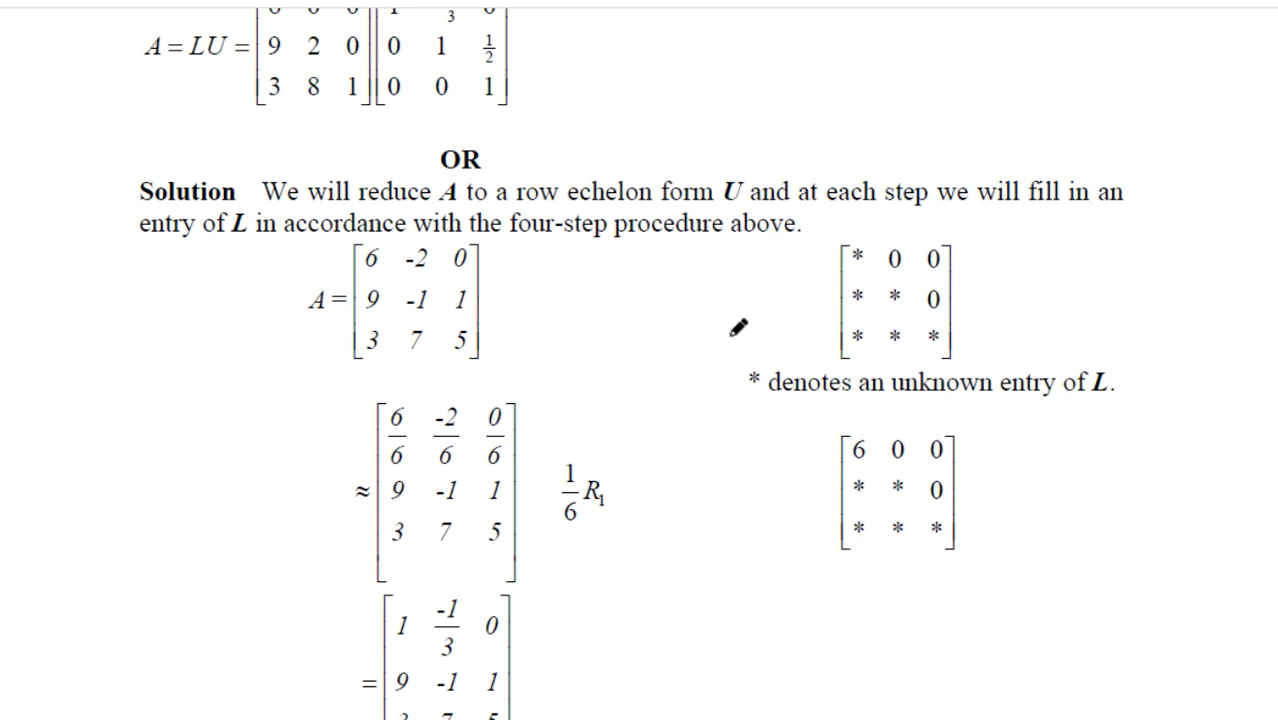 3
A = LU = 9 2 0 0 1 1/2
3 8 1 0 0 1
OR
Solution We will reduce A to a row echelon form U and at each step we will fill in an
entry of L in accordance with the four-step procedure above.
6 -2 0 * 0 0
A = 9 -1 1 * * 0
3 7 5 * * *
* denotes an unknown entry of L.
6/6 -2/6 0/6 6 0 0
≈ 9 -1 1 1/6 R₁ * * 0
3 7 5 * * *
1 -1/3 0
= 9 -1 1